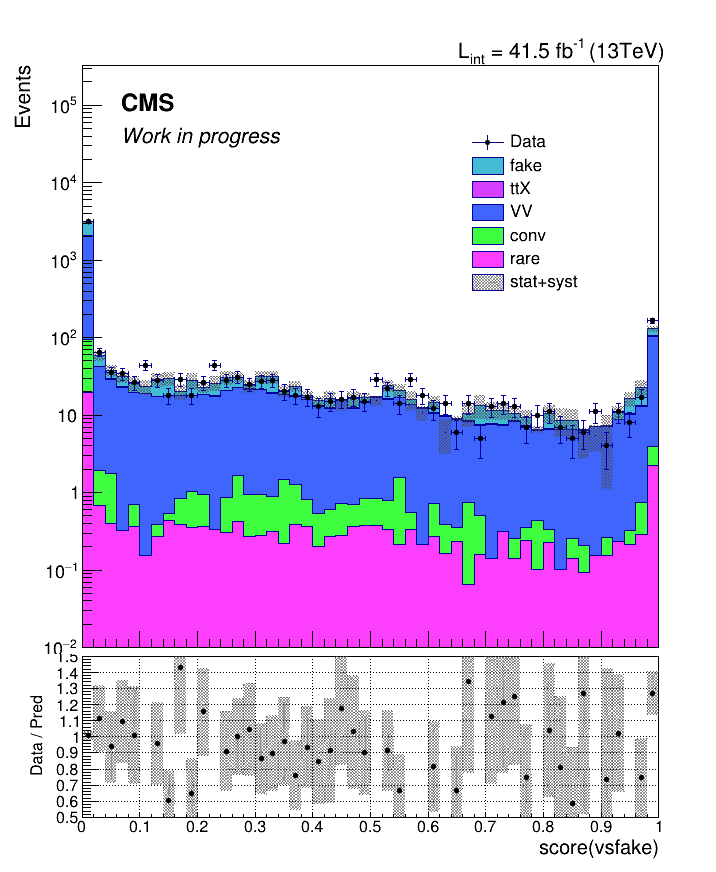 L_int = 41.5 fb^-1 (13TeV)
Events
CMS
Work in progress
Data
fake
ttX
VV
conv
rare
stat+syst
10^5
10^4
10^3
10^2
10
1
10^−1
10^−2
Data / Pred
1.5
1.4
1.3
1.2
1.1
1
0.9
0.8
0.7
0.6
0.5
0 0.1 0.2 0.3 0.4 0.5 0.6 0.7 0.8 0.9 1
score(vsfake)